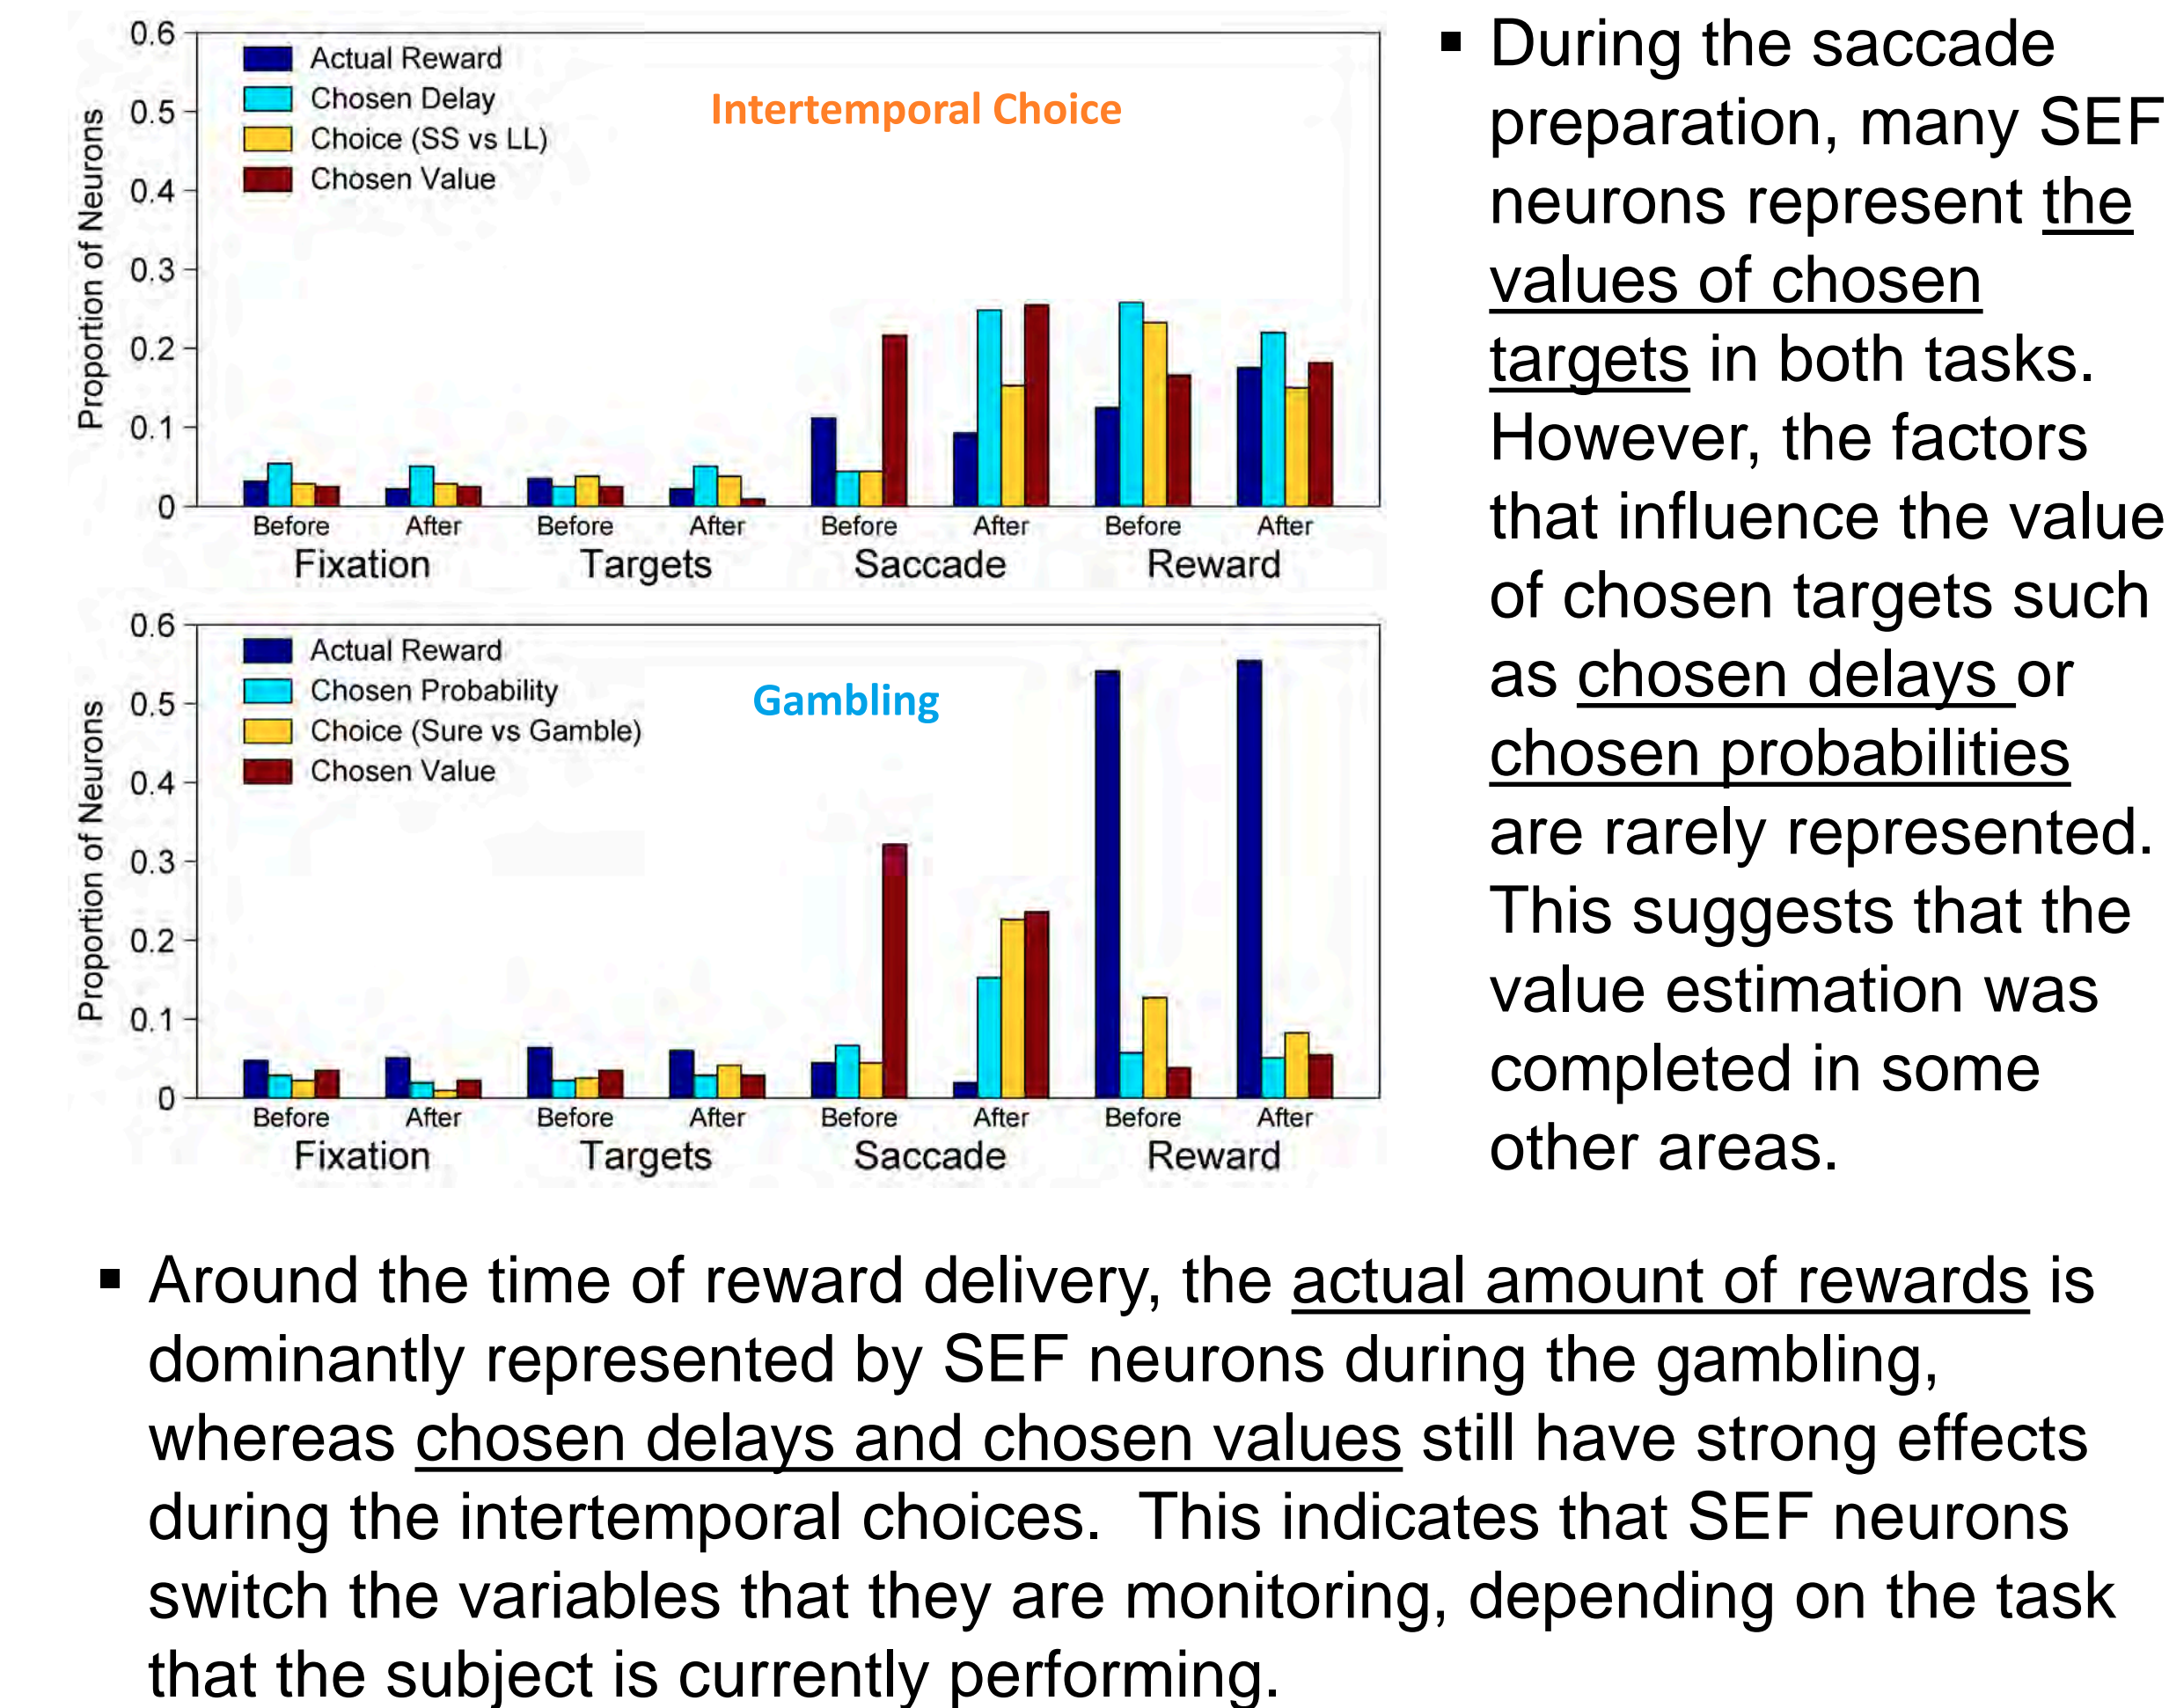 0.6
0.5
0.4
0.3
0.2
0.1
0
Proportion of Neurons
Actual Reward
Chosen Delay
Choice (SS vs LL)
Chosen Value
Intertemporal Choice
Before After Before After Before After Before After
Fixation Targets Saccade Reward
0.6
0.5
0.4
0.3
0.2
0.1
0
Proportion of Neurons
Actual Reward
Chosen Probability
Choice (Sure vs Gamble)
Chosen Value
Gambling
Before After Before After Before After Before After
Fixation Targets Saccade Reward
▪ During the saccade
preparation, many SEF
neurons represent the
values of chosen
targets in both tasks.
However, the factors
that influence the value
of chosen targets such
as chosen delays or
chosen probabilities
are rarely represented.
This suggests that the
value estimation was
completed in some
other areas.
▪ Around the time of reward delivery, the actual amount of rewards is
dominantly represented by SEF neurons during the gambling,
whereas chosen delays and chosen values still have strong effects
during the intertemporal choices.  This indicates that SEF neurons
switch the variables that they are monitoring, depending on the task
that the subject is currently performing.